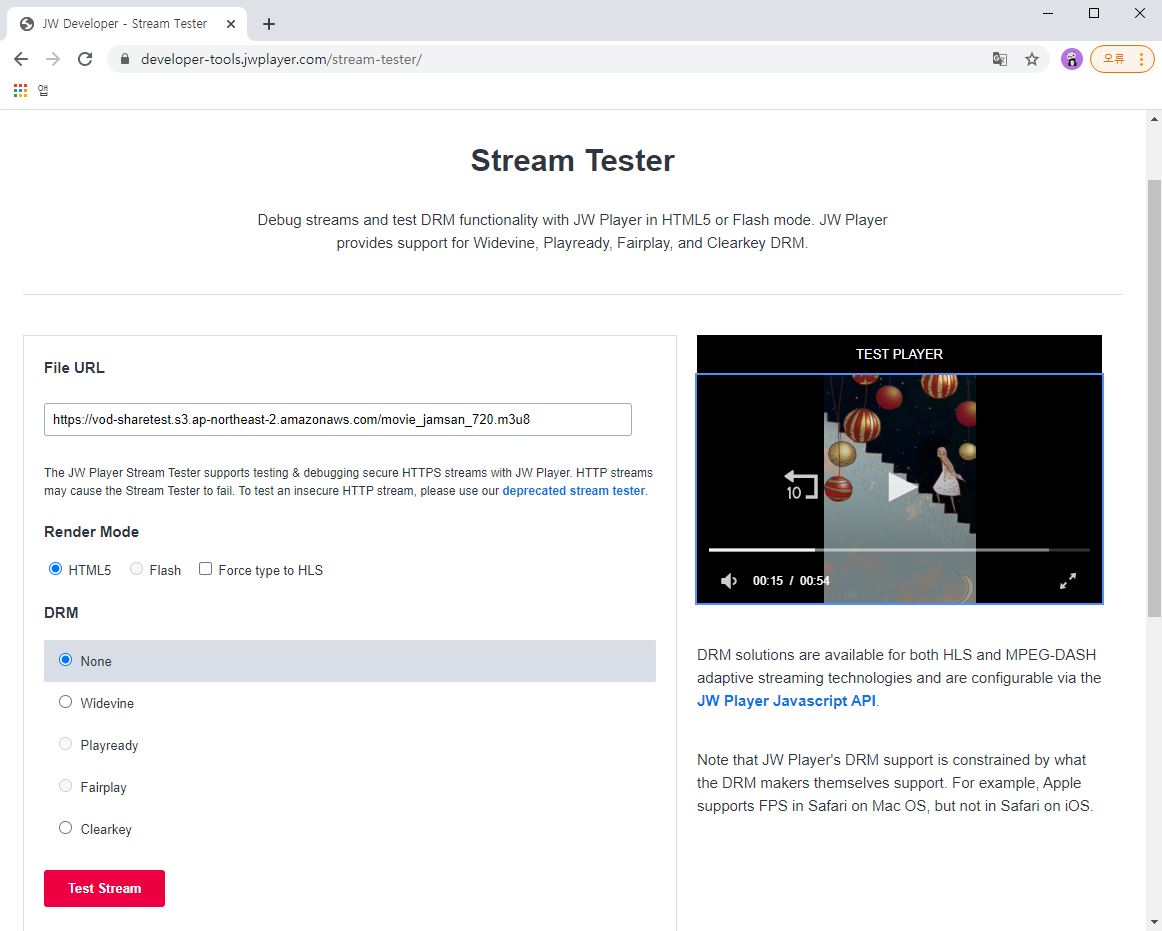 JW Developer - Stream Tester
developer-tools.jwplayer.com/stream-tester/
오류
앱
Stream Tester
Debug streams and test DRM functionality with JW Player in HTML5 or Flash mode. JW Player
provides support for Widevine, Playready, Fairplay, and Clearkey DRM.
File URL
https://vod-sharetest.s3.ap-northeast-2.amazonaws.com/movie_jamsan_720.m3u8
The JW Player Stream Tester supports testing & debugging secure HTTPS streams with JW Player. HTTP streams
may cause the Stream Tester to fail. To test an insecure HTTP stream, please use our deprecated stream tester.
Render Mode
HTML5 Flash Force type to HLS
DRM
None
Widevine
Playready
Fairplay
Clearkey
Test Stream
TEST PLAYER
10
00:15 / 00:54
DRM solutions are available for both HLS and MPEG-DASH
adaptive streaming technologies and are configurable via the
JW Player Javascript API.
Note that JW Player's DRM support is constrained by what
the DRM makers themselves support. For example, Apple
supports FPS in Safari on Mac OS, but not in Safari on iOS.